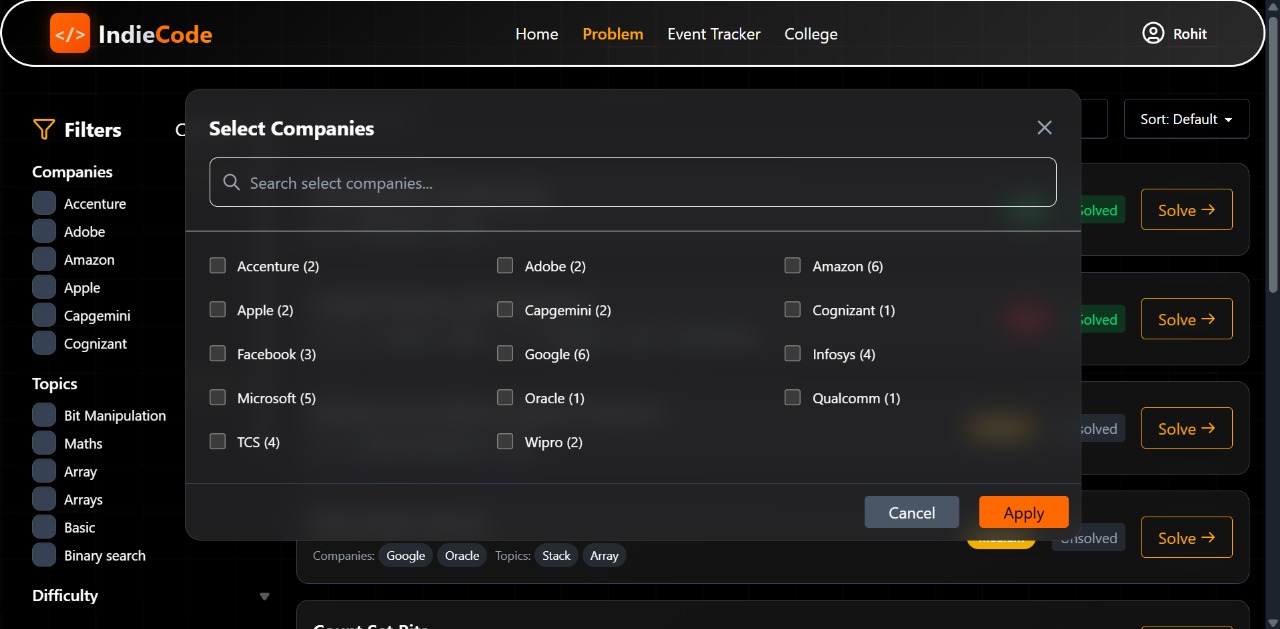 </> IndieCode
Home Problem Event Tracker College
Rohit
Filters
Companies
Accenture
Adobe
Amazon
Apple
Capgemini
Cognizant
Topics
Bit Manipulation
Maths
Array
Arrays
Basic
Binary search
Difficulty
Select Companies
Search select companies...
Accenture (2) Adobe (2) Amazon (6)
Apple (2) Capgemini (2) Cognizant (1)
Facebook (3) Google (6) Infosys (4)
Microsoft (5) Oracle (1) Qualcomm (1)
TCS (4) Wipro (2)
Cancel Apply
Sort: Default
Solved Solve →
Solved Solve →
Solve →
Companies: Google Oracle Topics: Stack Array
Unsolved Solve →
Count Set Bits